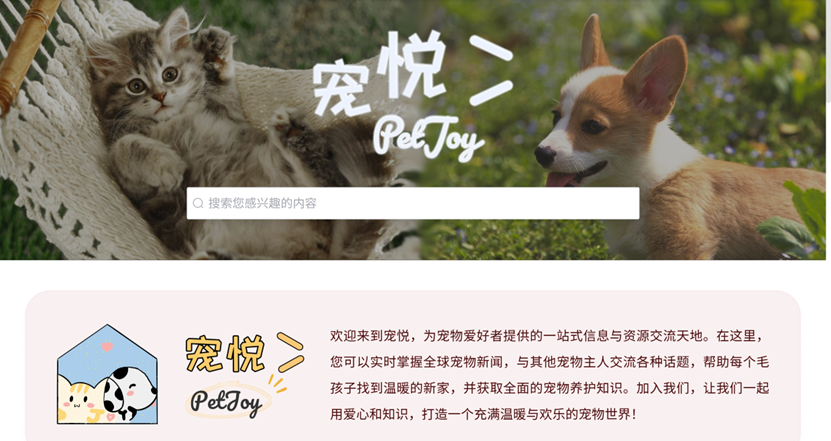 宠悦
PetJoy
搜索您感兴趣的内容
宠悦
PetJoy
欢迎来到宠悦，为宠物爱好者提供的一站式信息与资源交流天地。在这里，
您可以实时掌握全球宠物新闻，与其他宠物主人交流各种话题，帮助每个毛
孩子找到温暖的新家，并获取全面的宠物养护知识。加入我们，让我们一起
用爱心和知识，打造一个充满温暖与欢乐的宠物世界！